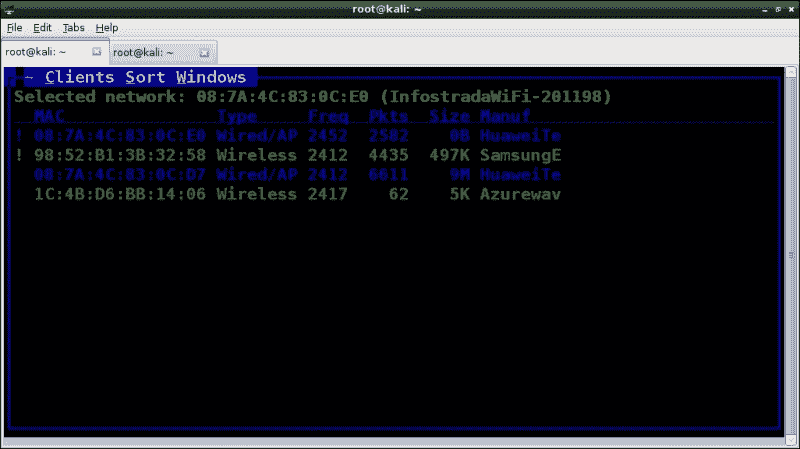 root@kali: ~
File Edit Tabs Help
root@kali: ~ root@kali: ~
~ Clients Sort Windows
Selected network: 08:7A:4C:83:0C:E0 (InfostradaWiFi-201198)
MAC Type Freq Pkts Size Manuf
! 08:7A:4C:83:0C:E0 Wired/AP 2452 2582 0B HuaweiTe
! 98:52:B1:3B:32:58 Wireless 2412 4435 497K SamsungE
08:7A:4C:83:0C:D7 Wired/AP 2412 6611 9M HuaweiTe
1C:4B:D6:BB:14:06 Wireless 2417 62 5K Azurewav